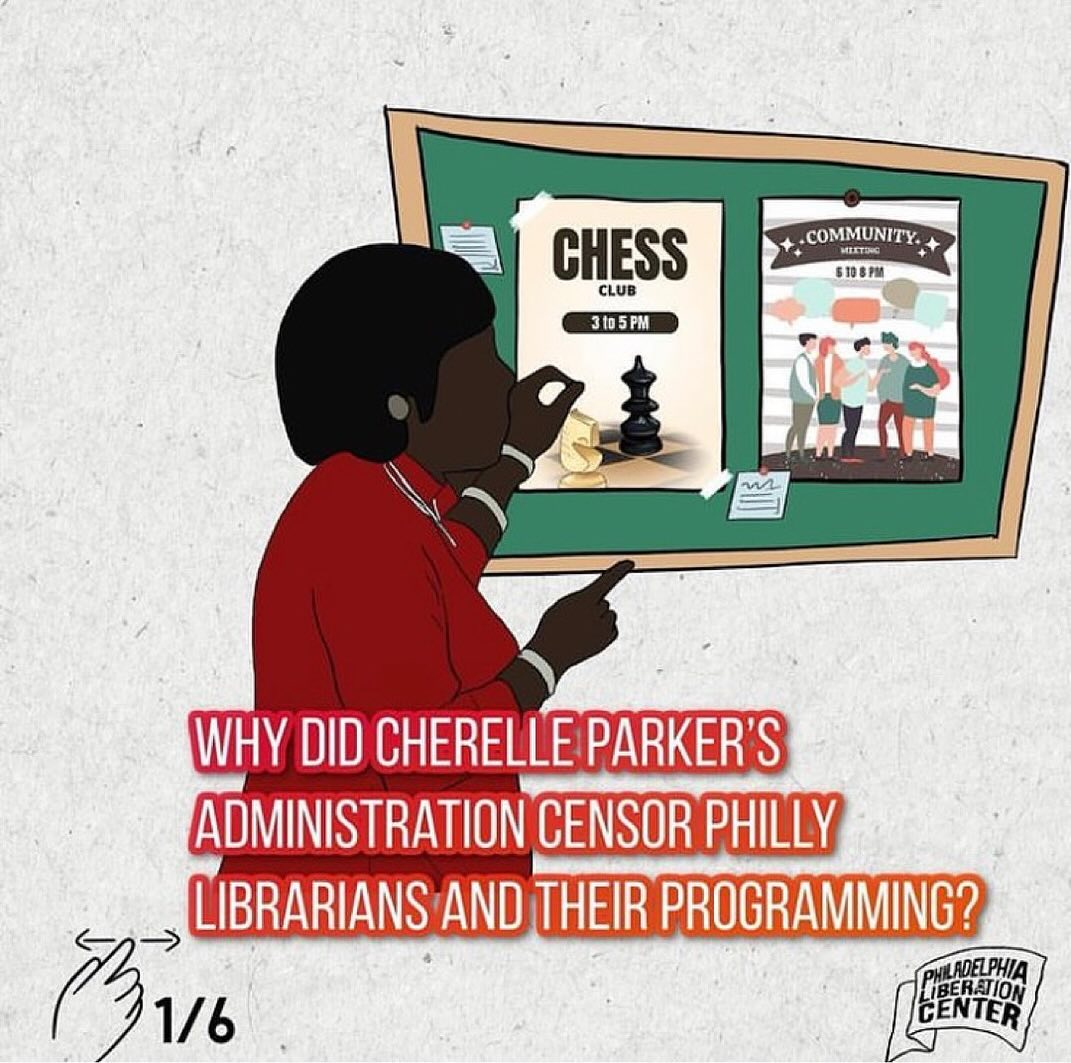 CHESS
CLUB
3 to 5 PM
COMMUNITY
MEETING
6 TO 8 PM
WHY DID CHERELLE PARKER'S
ADMINISTRATION CENSOR PHILLY
LIBRARIANS AND THEIR PROGRAMMING?
1/6
PHILADELPHIA
LIBERATION
CENTER